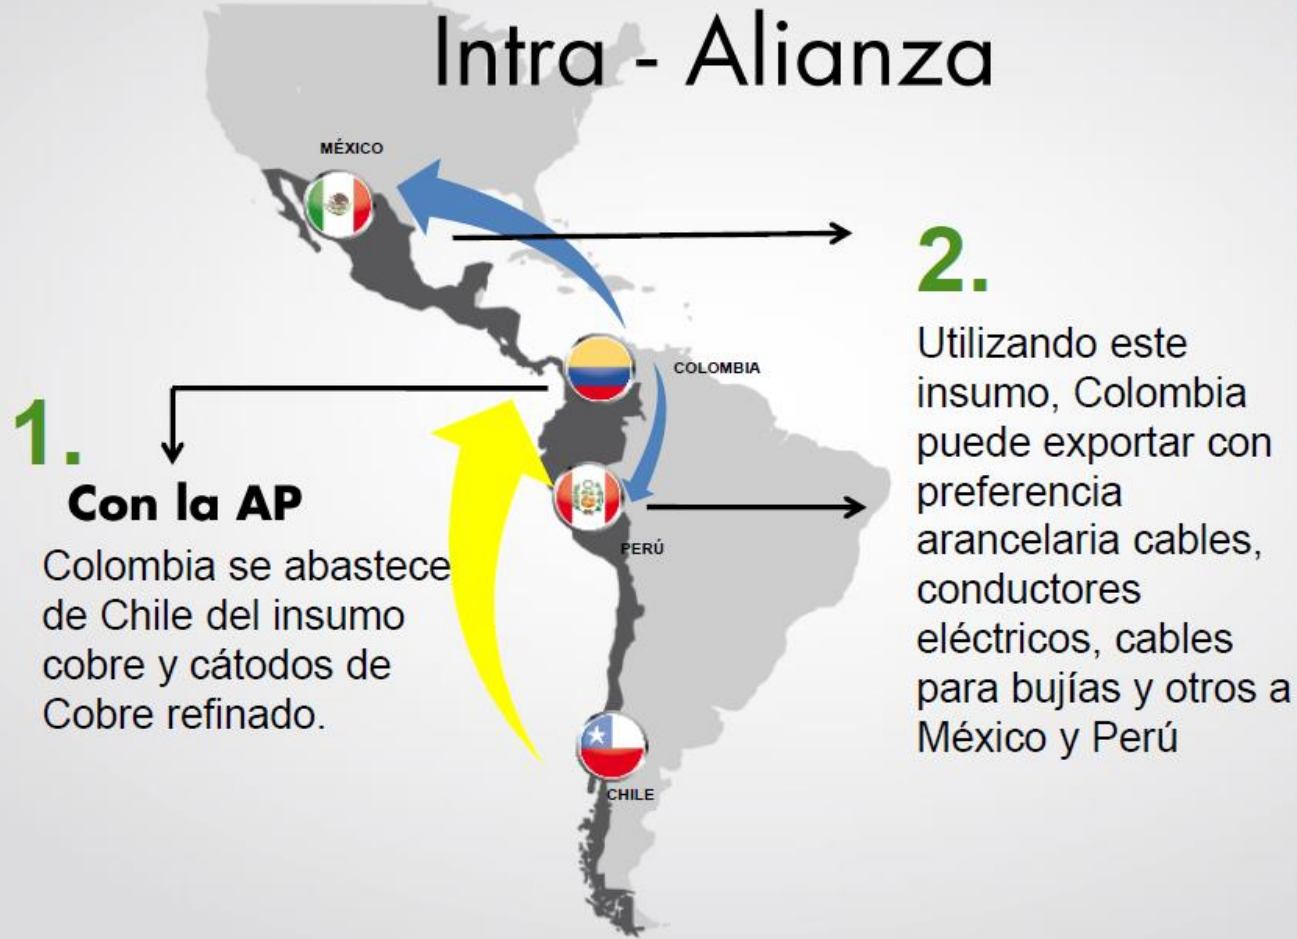 Intra - Alianza
MÉXICO
COLOMBIA
PERÚ
CHILE
1.
Con la AP
Colombia se abastece
de Chile del insumo
cobre y cátodos de
Cobre refinado.
2.
Utilizando este
insumo, Colombia
puede exportar con
preferencia
arancelaria cables,
conductores
eléctricos, cables
para bujías y otros a
México y Perú